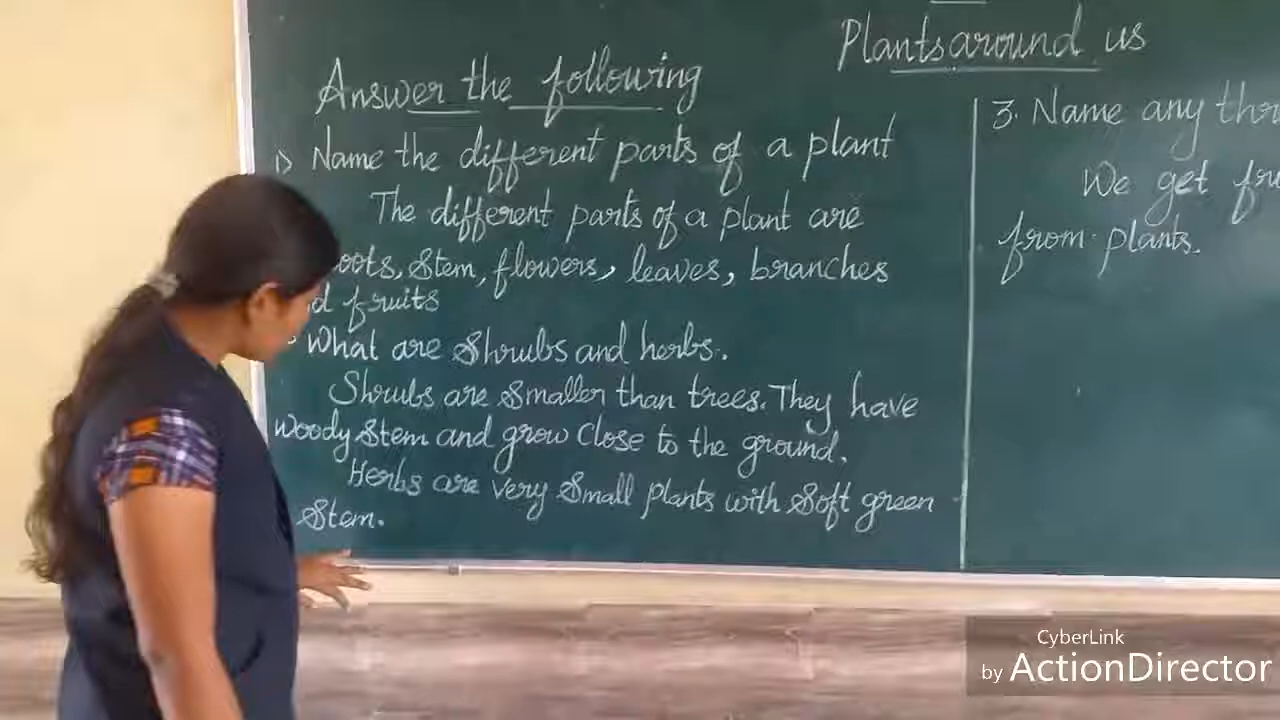 Plants around us
Answer the following
1) Name the different parts of a plant
The different parts of a plant are
oots, Stem, flowers, leaves, branches
d fruits
What are Shrubs and herbs.
Shrubs are Smaller than trees. They have
Woody Stem and grow Close to the ground.
Herbs are very Small plants with Soft green
Stem.
3. Name any thr
We get fr
from plants.
CyberLink
by ActionDirector